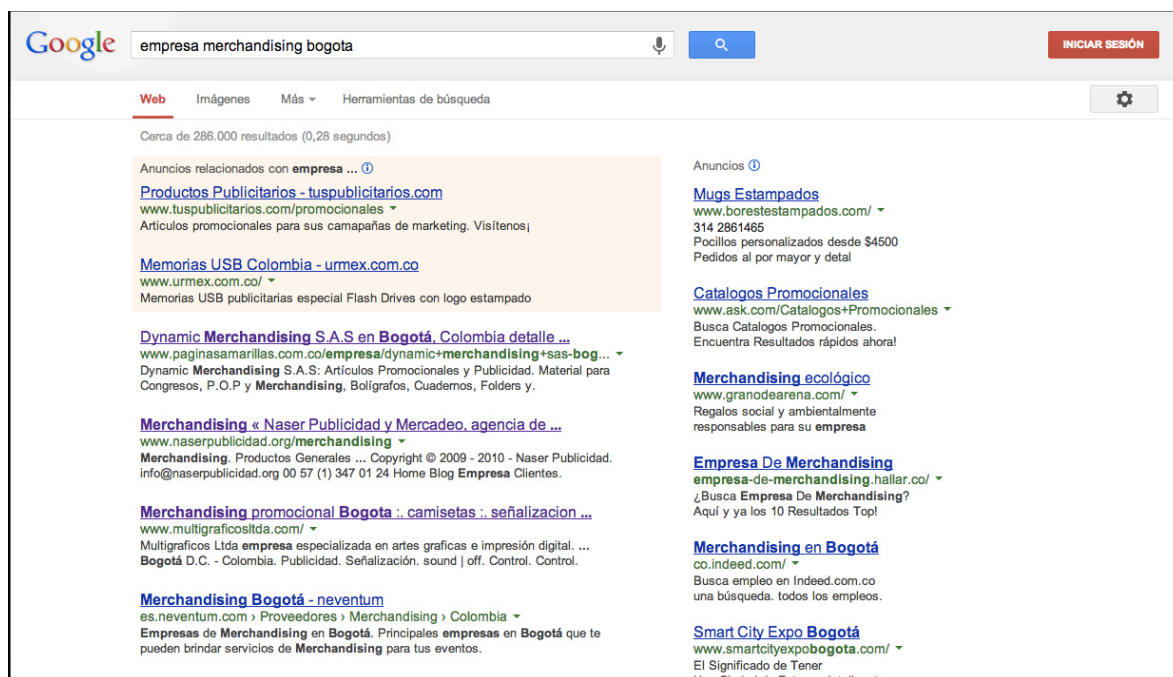 Google
empresa merchandising bogota
INICIAR SESIÓN
Web Imágenes Más Herramientas de búsqueda
Cerca de 286.000 resultados (0,28 segundos)
Anuncios relacionados con empresa ...
Productos Publicitarios - tuspublicitarios.com
www.tuspublicitarios.com/promocionales
Articulos promocionales para sus camapañas de marketing. Visítenos¡
Memorias USB Colombia - urmex.com.co
www.urmex.com.co/
Memorias USB publicitarias especial Flash Drives con logo estampado
Dynamic Merchandising S.A.S en Bogotá, Colombia detalle ...
www.paginasamarillas.com.co/empresa/dynamic+merchandising+sas-bog...
Dynamic Merchandising S.A.S: Artículos Promocionales y Publicidad. Material para
Congresos, P.O.P y Merchandising, Bolígrafos, Cuadernos, Folders y.
Merchandising « Naser Publicidad y Mercadeo, agencia de ...
www.naserpublicidad.org/merchandising
Merchandising. Productos Generales ... Copyright © 2009 - 2010 - Naser Publicidad.
info@naserpublicidad.org 00 57 (1) 347 01 24 Home Blog Empresa Clientes.
Merchandising promocional Bogota :. camisetas :. señalizacion ...
www.multigraficosltda.com/
Multigraficos Ltda empresa especializada en artes graficas e impresión digital. ...
Bogotá D.C. - Colombia. Publicidad. Señalización. sound | off. Control. Control.
Merchandising Bogotá - neventum
es.neventum.com › Proveedores › Merchandising › Colombia
Empresas de Merchandising en Bogotá. Principales empresas en Bogotá que te
pueden brindar servicios de Merchandising para tus eventos.
Anuncios
Mugs Estampados
www.borestestampados.com/
314 2861465
Pocillos personalizados desde $4500
Pedidos al por mayor y detal
Catalogos Promocionales
www.ask.com/Catalogos+Promocionales
Busca Catalogos Promocionales.
Encuentra Resultados rápidos ahora!
Merchandising ecológico
www.granodearena.com/
Regalos social y ambientalmente
responsables para su empresa
Empresa De Merchandising
empresa-de-merchandising.hallar.co/
¿Busca Empresa De Merchandising?
Aquí y ya los 10 Resultados Top!
Merchandising en Bogotá
co.indeed.com/
Busca empleo en Indeed.com.co
una búsqueda. todos los empleos.
Smart City Expo Bogotá
www.smartcityexpobogota.com/
El Significado de Tener